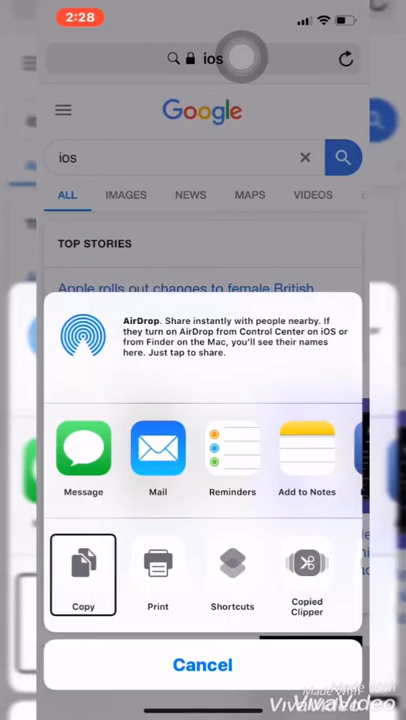 2:28
ios
Google
ios
ALL IMAGES NEWS MAPS VIDEOS
TOP STORIES
Apple rolls out changes to female British
AirDrop. Share instantly with people nearby. If
they turn on AirDrop from Control Center on iOS or
from Finder on the Mac, you'll see their names
here. Just tap to share.
Message Mail Reminders Add to Notes
Copy Print Shortcuts Copied
Clipper
Cancel
Made With
VivaVideo